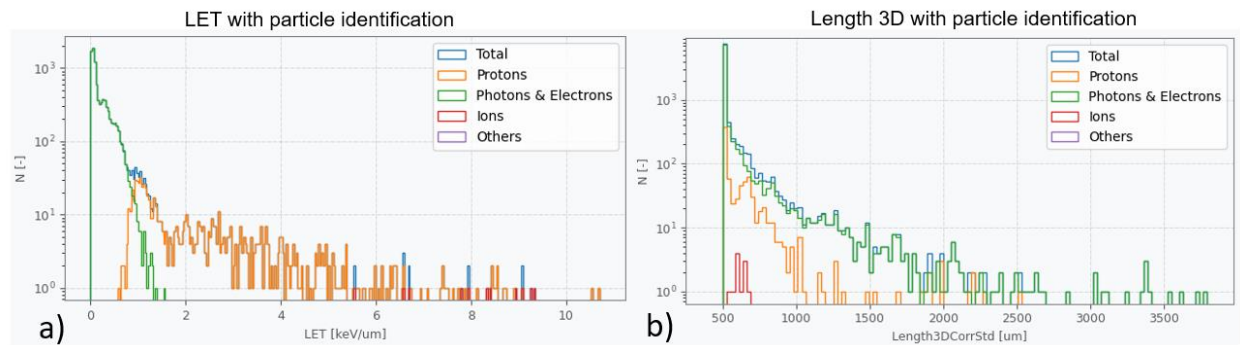 LET with particle identification
Total
Protons
Photons & Electrons
Ions
Others
10³
10²
10¹
10⁰
N [-]
0
2
4
6
8
10
LET [keV/um]
a)
Length 3D with particle identification
Total
Protons
Photons & Electrons
Ions
Others
10³
10²
10¹
10⁰
N [-]
500
1000
1500
2000
2500
3000
3500
Length3DCorrStd [um]
b)